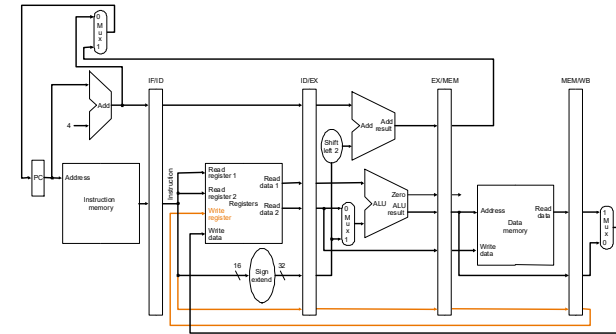 0
M
u
x
1
IF/ID
ID/EX
EX/MEM
MEM/WB
Add
4
Add
Add
result
Shift
left 2
PC
Address
Instruction
memory
Instruction
Read
register 1
Read
register 2
Write
register
Write
data
Registers
Read
data 1
Read
data 2
0
M
u
x
1
Zero
ALU
ALU
result
Address
Write
data
Data
memory
Read
data
1
M
u
x
0
16
Sign
extend
32